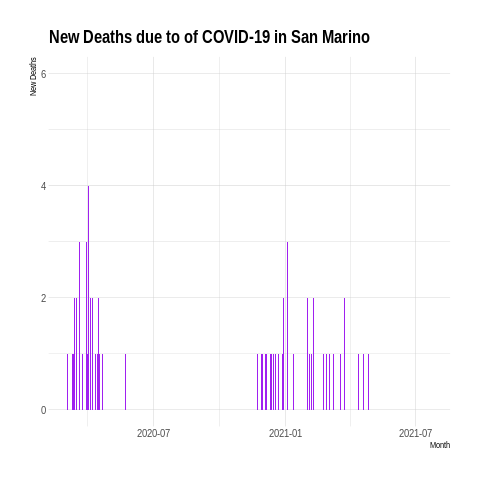 New Deaths due to of COVID-19 in San Marino
New Deaths
6
4
2
0
2020-07
2021-01
2021-07
Month